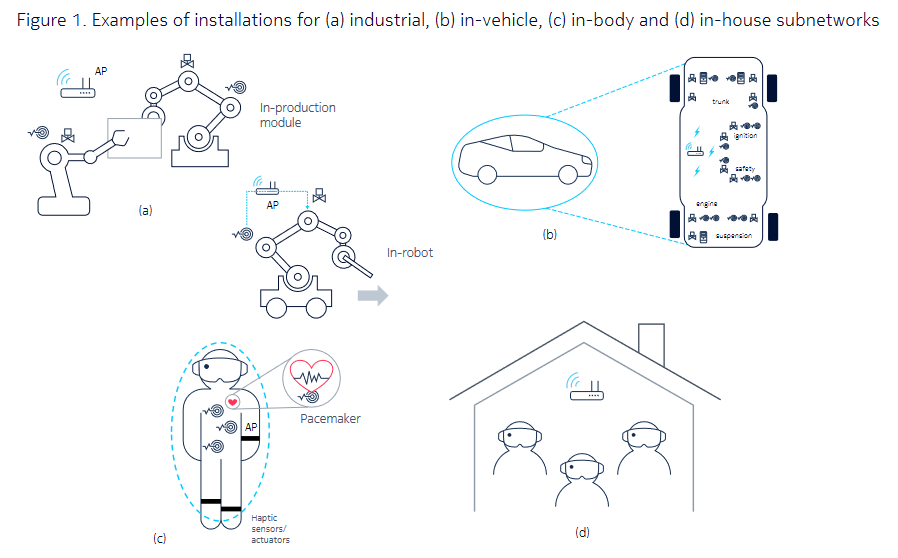 Figure 1. Examples of installations for (a) industrial, (b) in-vehicle, (c) in-body and (d) in-house subnetworks
AP
In-production
module
(a)
AP
In-robot
trunk
ignition
safety
engine
suspension
(b)
AP
Pacemaker
Haptic
sensors/
actuators
(c)
(d)